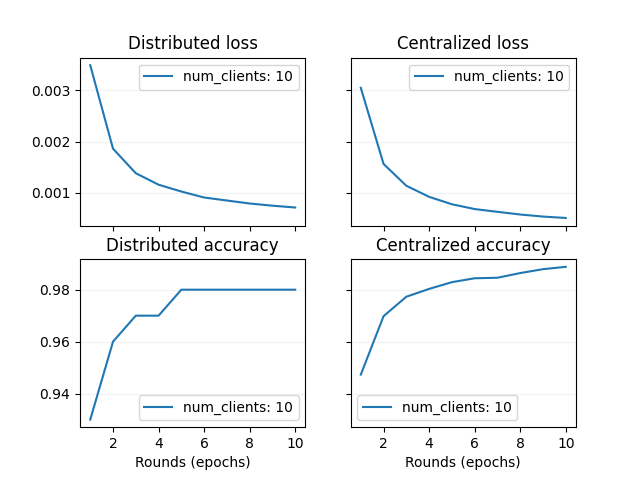 Distributed loss
Centralized loss
num_clients: 10
num_clients: 10
0.003
0.002
0.001
Distributed accuracy
Centralized accuracy
0.98
0.96
0.94
num_clients: 10
num_clients: 10
2 4 6 8 10
2 4 6 8 10
Rounds (epochs)
Rounds (epochs)